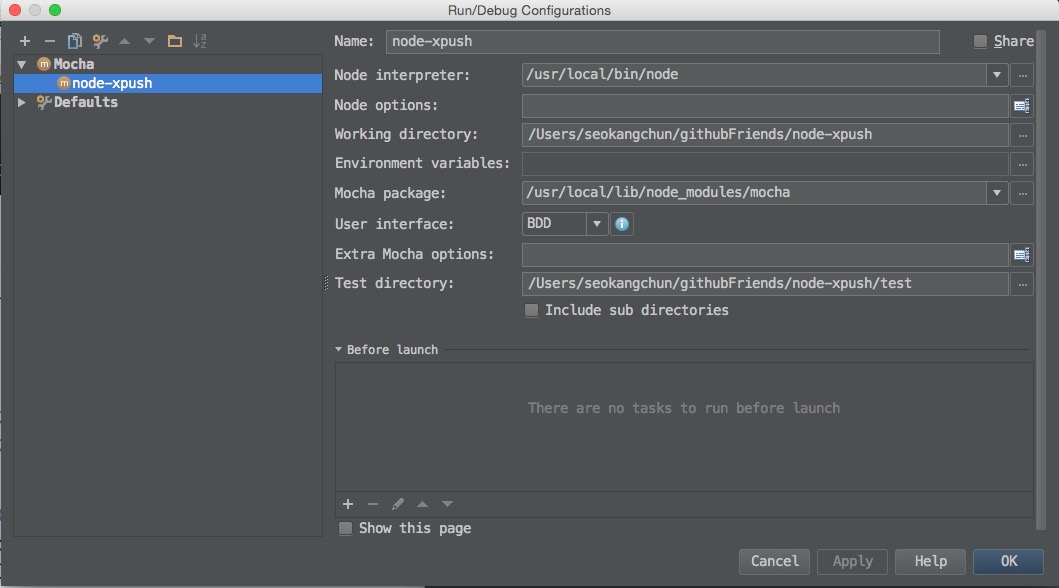 Run/Debug Configurations
Name: node-xpush Share
Mocha
node-xpush
Defaults
Node interpreter: /usr/local/bin/node
Node options:
Working directory: /Users/seokangchun/githubFriends/node-xpush
Environment variables:
Mocha package: /usr/local/lib/node_modules/mocha
User interface: BDD
Extra Mocha options:
Test directory: /Users/seokangchun/githubFriends/node-xpush/test
Include sub directories
Before launch
There are no tasks to run before launch
Show this page
Cancel Apply Help OK